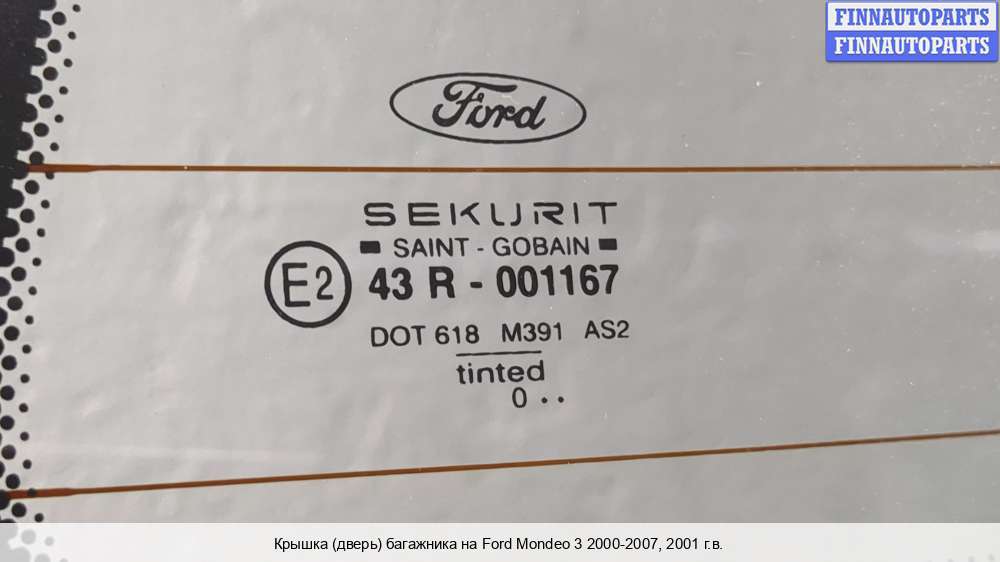 FINNAUTOPARTS
FINNAUTOPARTS
Ford
SEKURIT
SAINT - GOBAIN
E2 43 R - 001167
DOT 618 M391 AS2
tinted
0 ..
Крышка (дверь) багажника на Ford Mondeo 3 2000-2007, 2001 г.в.